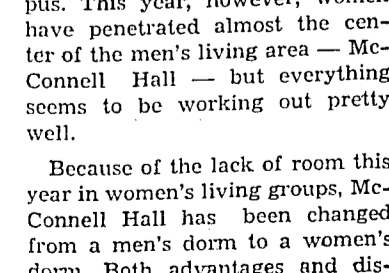 pus. This year, however, women
have penetrated almost the cen-
ter of the men's living area — Mc-
Connell Hall — but everything
seems to be working out pretty
well.
Because of the lack of room this
year in women's living groups, Mc-
Connell Hall has been changed
from a men's dorm to a women's
dorm. Both advantages and dis-